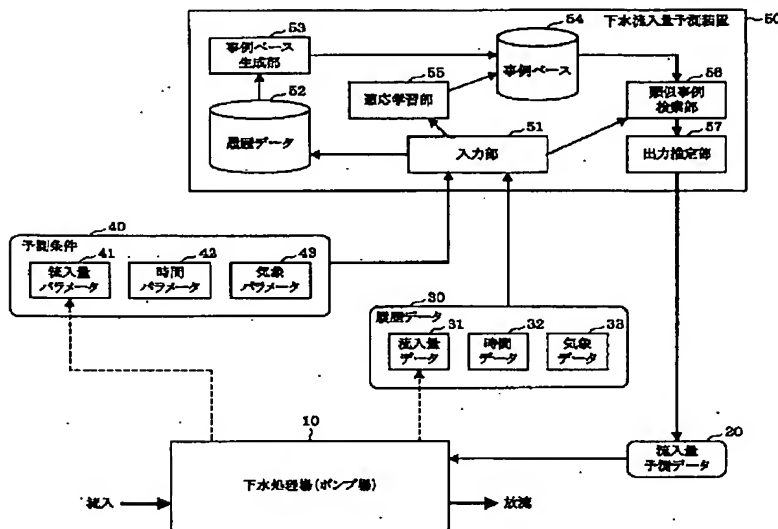 50
下水流入量予測装置
53
事例ベース
生成部
54
事例ベース
52
履歴データ
55
適応学習部
56
類似事例
検索部
51
入力部
57
出力推定部
40
予測条件
41
流入量
パラメータ
42
時間
パラメータ
43
気象
パラメータ
30
履歴データ
31
流入量
データ
32
時間
データ
33
気象
データ
10
下水処理場(ポンプ場)
流入
放流
20
流入量
予測データ